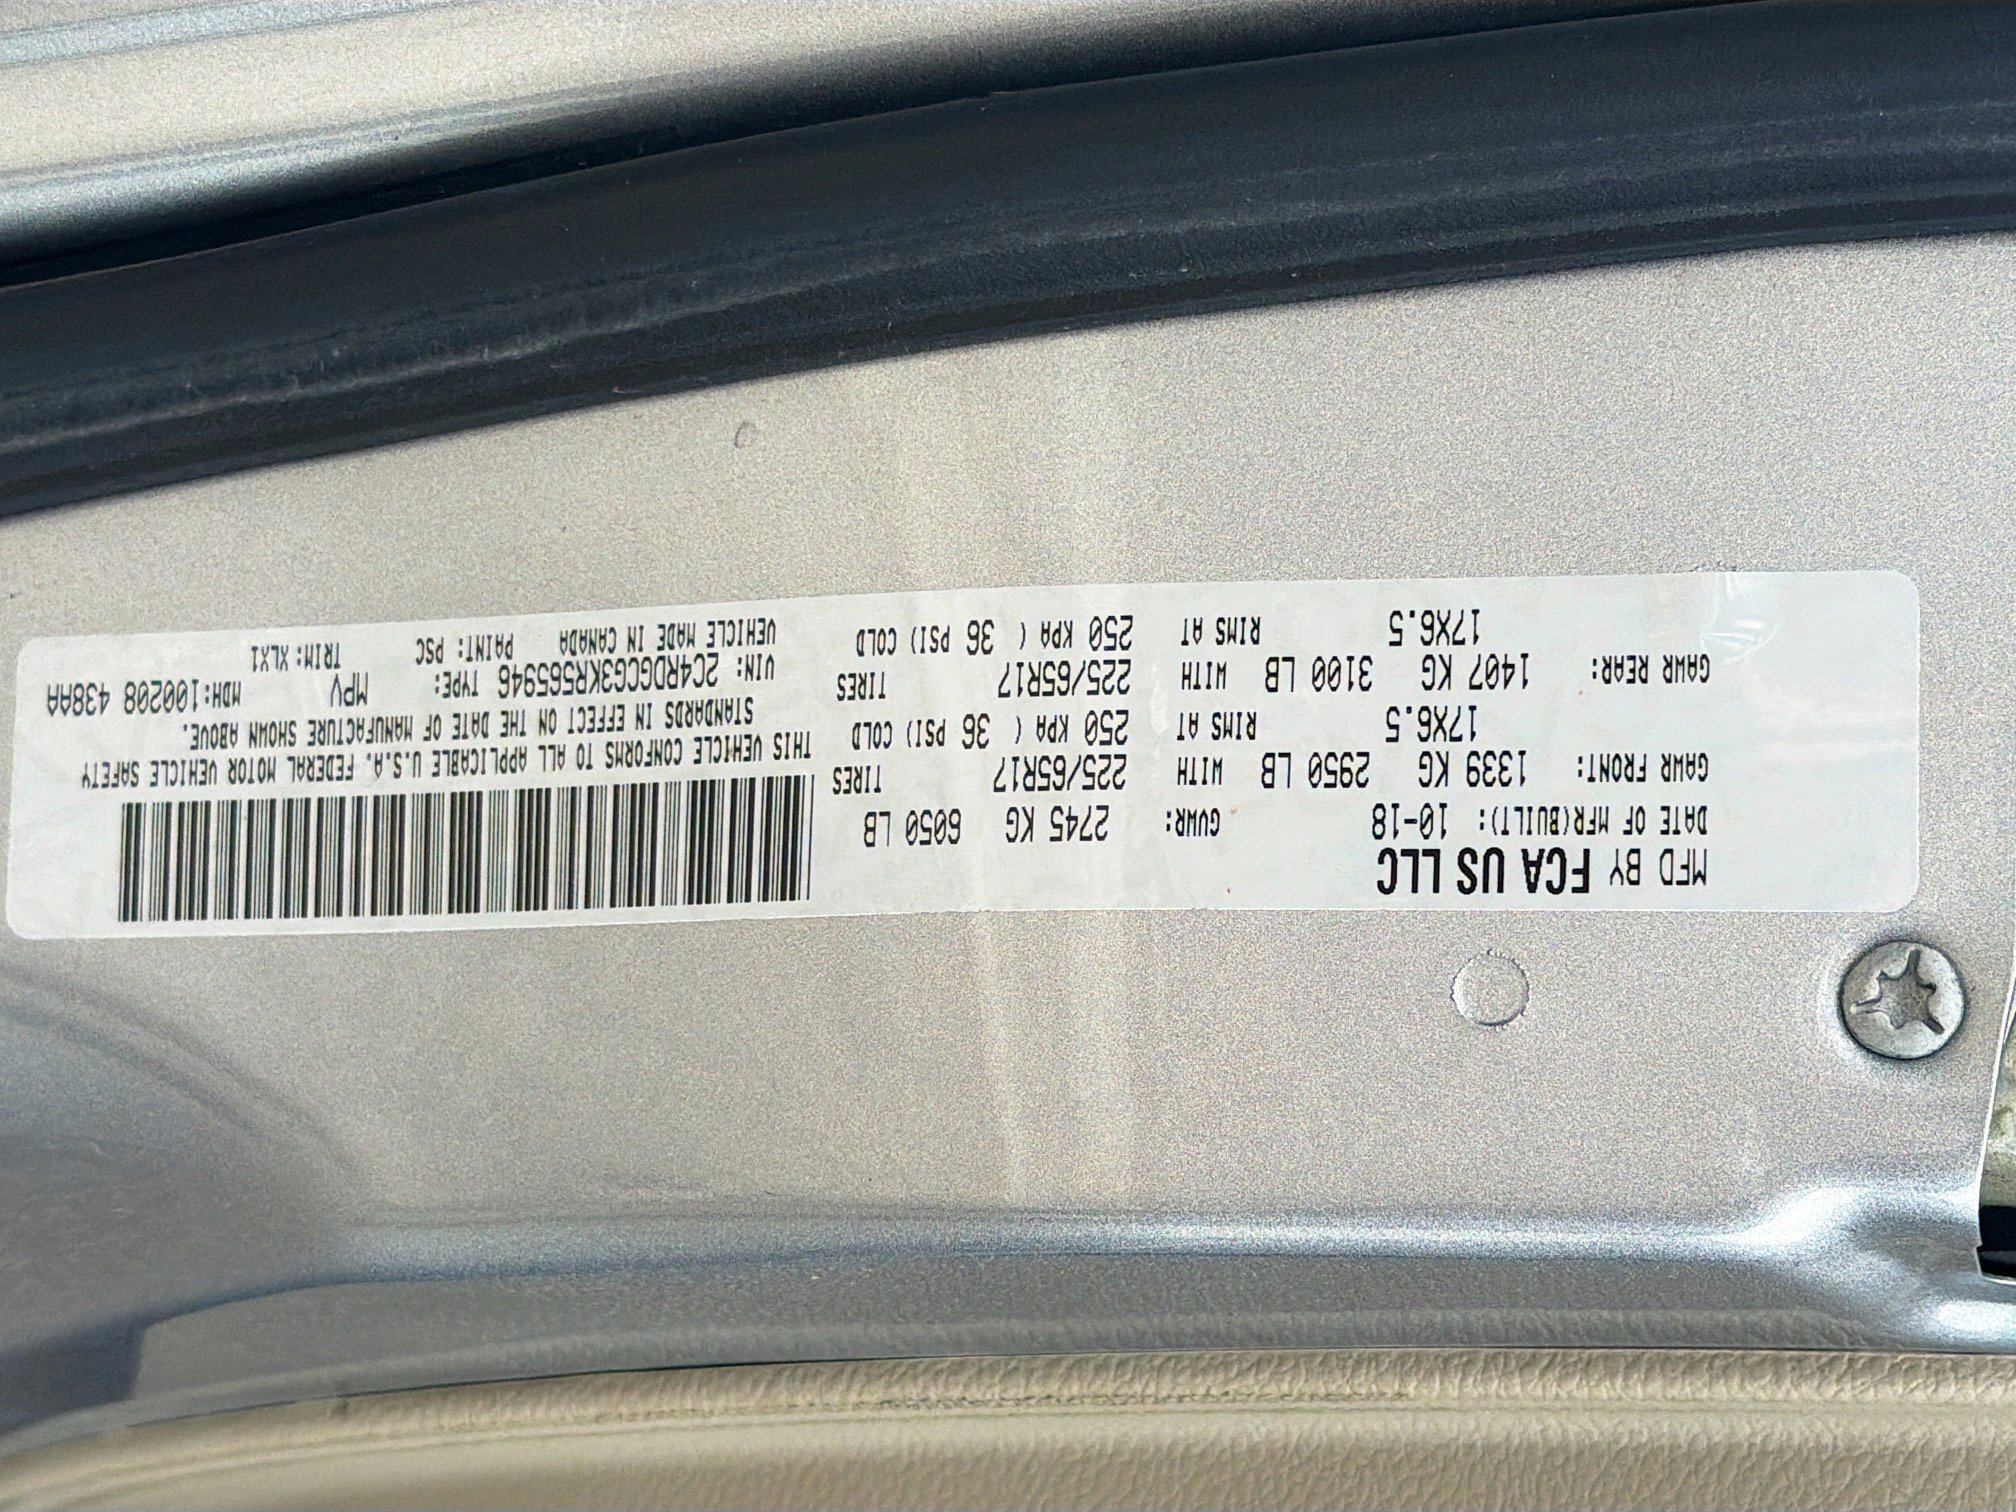 MFD BY FCA US LLC
DATE OF MFR(BUILT): 10-18 GVWR: 2745 KG 6050 LB
GAWR FRONT: 1339 KG 2950 LB WITH 225/65R17 TIRES
17X6.5 RIMS AT 250 KPA ( 36 PSI) COLD
GAWR REAR: 1407 KG 3100 LB WITH 225/65R17 TIRES
17X6.5 RIMS AT 250 KPA ( 36 PSI) COLD
THIS VEHICLE CONFORMS TO ALL APPLICABLE U.S.A. FEDERAL MOTOR VEHICLE SAFETY
STANDARDS IN EFFECT ON THE DATE OF MANUFACTURE SHOWN ABOVE.
VIN: 2C4RDGCG3KR565946 TYPE: MPV MDH:100208 438AA
VEHICLE MADE IN CANADA PAINT: PSC TRIM: XLX1